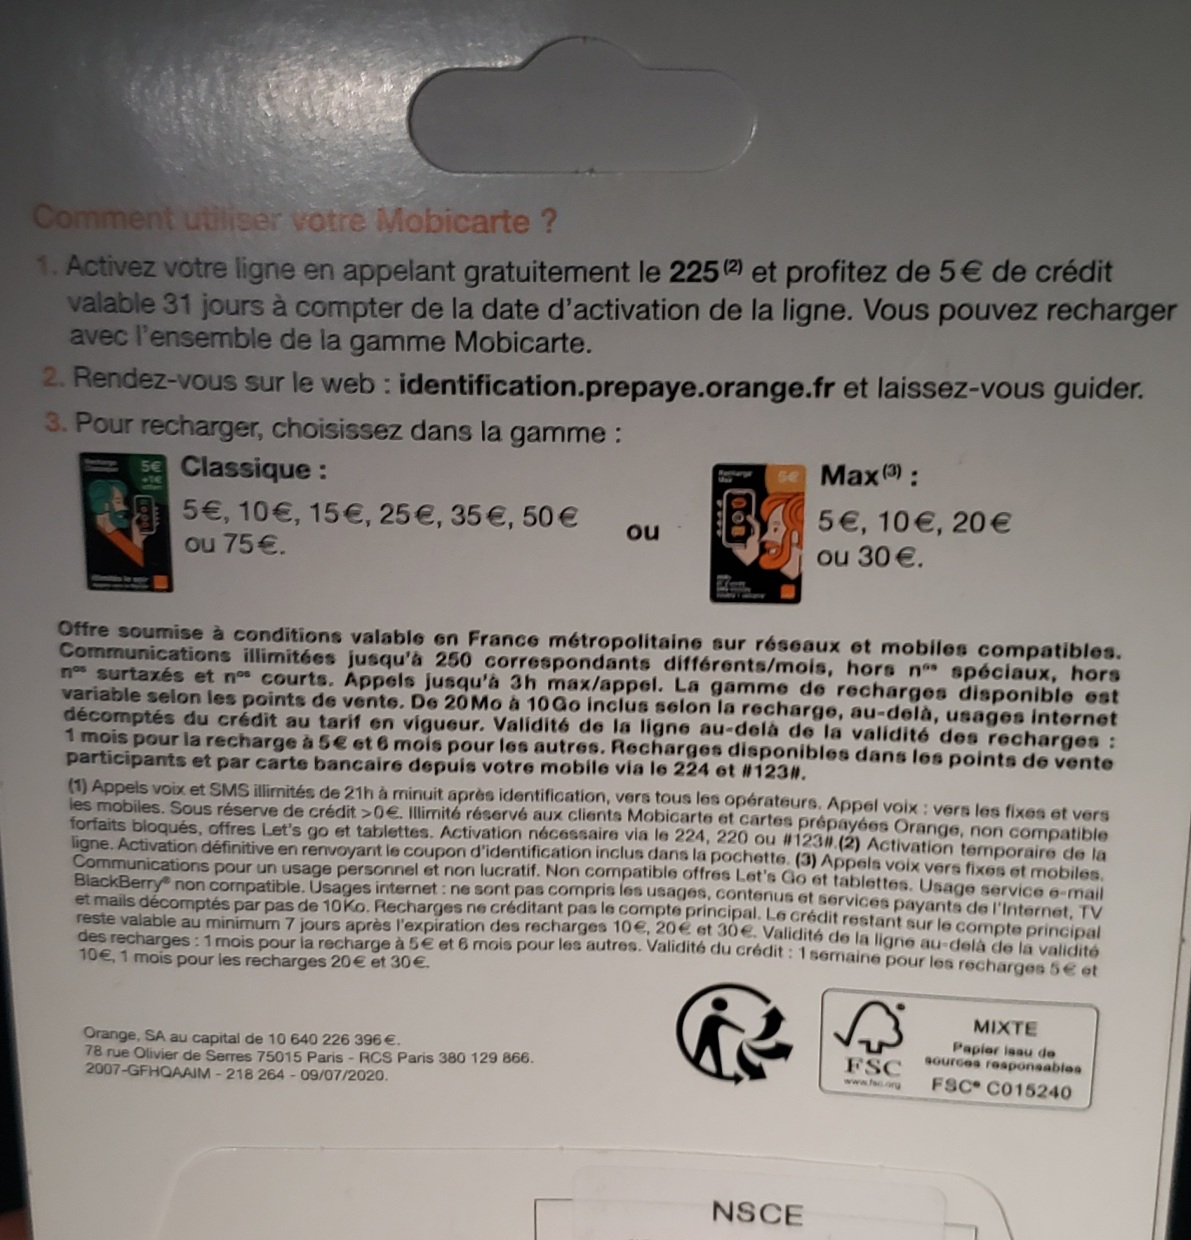 Comment utiliser votre Mobicarte ?
1. Activez votre ligne en appelant gratuitement le 225(2) et profitez de 5€ de crédit
valable 31 jours à compter de la date d'activation de la ligne. Vous pouvez recharger
avec l'ensemble de la gamme Mobicarte.
2. Rendez-vous sur le web : identification.prepaye.orange.fr et laissez-vous guider.
3. Pour recharger, choisissez dans la gamme :
5€
Classique :
5€, 10€, 15€, 25€, 35€, 50€
ou 75€.
ou
5€
Max(3) :
5€, 10€, 20€
ou 30€.
Offre soumise à conditions valable en France métropolitaine sur réseaux et mobiles compatibles.
Communications illimitées jusqu'à 250 correspondants différents/mois, hors nos spéciaux, hors
nos surtaxés et nos courts. Appels jusqu'à 3h max/appel. La gamme de recharges disponible est
variable selon les points de vente. De 20Mo à 10Go inclus selon la recharge, au-delà, usages internet
décomptés du crédit au tarif en vigueur. Validité de la ligne au-delà de la validité des recharges :
1 mois pour la recharge à 5€ et 6 mois pour les autres. Recharges disponibles dans les points de vente
participants et par carte bancaire depuis votre mobile via le 224 et #123#.
(1) Appels voix et SMS illimités de 21h à minuit après identification, vers tous les opérateurs. Appel voix : vers les fixes et vers
les mobiles. Sous réserve de crédit >0€. Illimité réservé aux clients Mobicarte et cartes prépayées Orange, non compatible
forfaits bloqués, offres Let's go et tablettes. Activation nécessaire via le 224, 220 ou #123#.(2) Activation temporaire de la
ligne. Activation définitive en renvoyant le coupon d'identification inclus dans la pochette. (3) Appels voix vers fixes et mobiles.
Communications pour un usage personnel et non lucratif. Non compatible offres Let's Go et tablettes. Usage service e-mail
BlackBerry® non compatible. Usages internet : ne sont pas compris les usages, contenus et services payants de l'Internet, TV
et mails décomptés par pas de 10Ko. Recharges ne créditant pas le compte principal. Le crédit restant sur le compte principal
reste valable au minimum 7 jours après l'expiration des recharges 10€, 20€ et 30€. Validité de la ligne au-delà de la validité
des recharges : 1 mois pour la recharge à 5€ et 6 mois pour les autres. Validité du crédit : 1 semaine pour les recharges 5€ et
10€, 1 mois pour les recharges 20€ et 30€.
Orange, SA au capital de 10 640 226 396 €.
78 rue Olivier de Serres 75015 Paris - RCS Paris 380 129 866.
2007-GFHQAAIM - 218 264 - 09/07/2020.
FSC
www.fsc.org
MIXTE
Papier issu de
sources responsables
FSC® C015240
NSCE